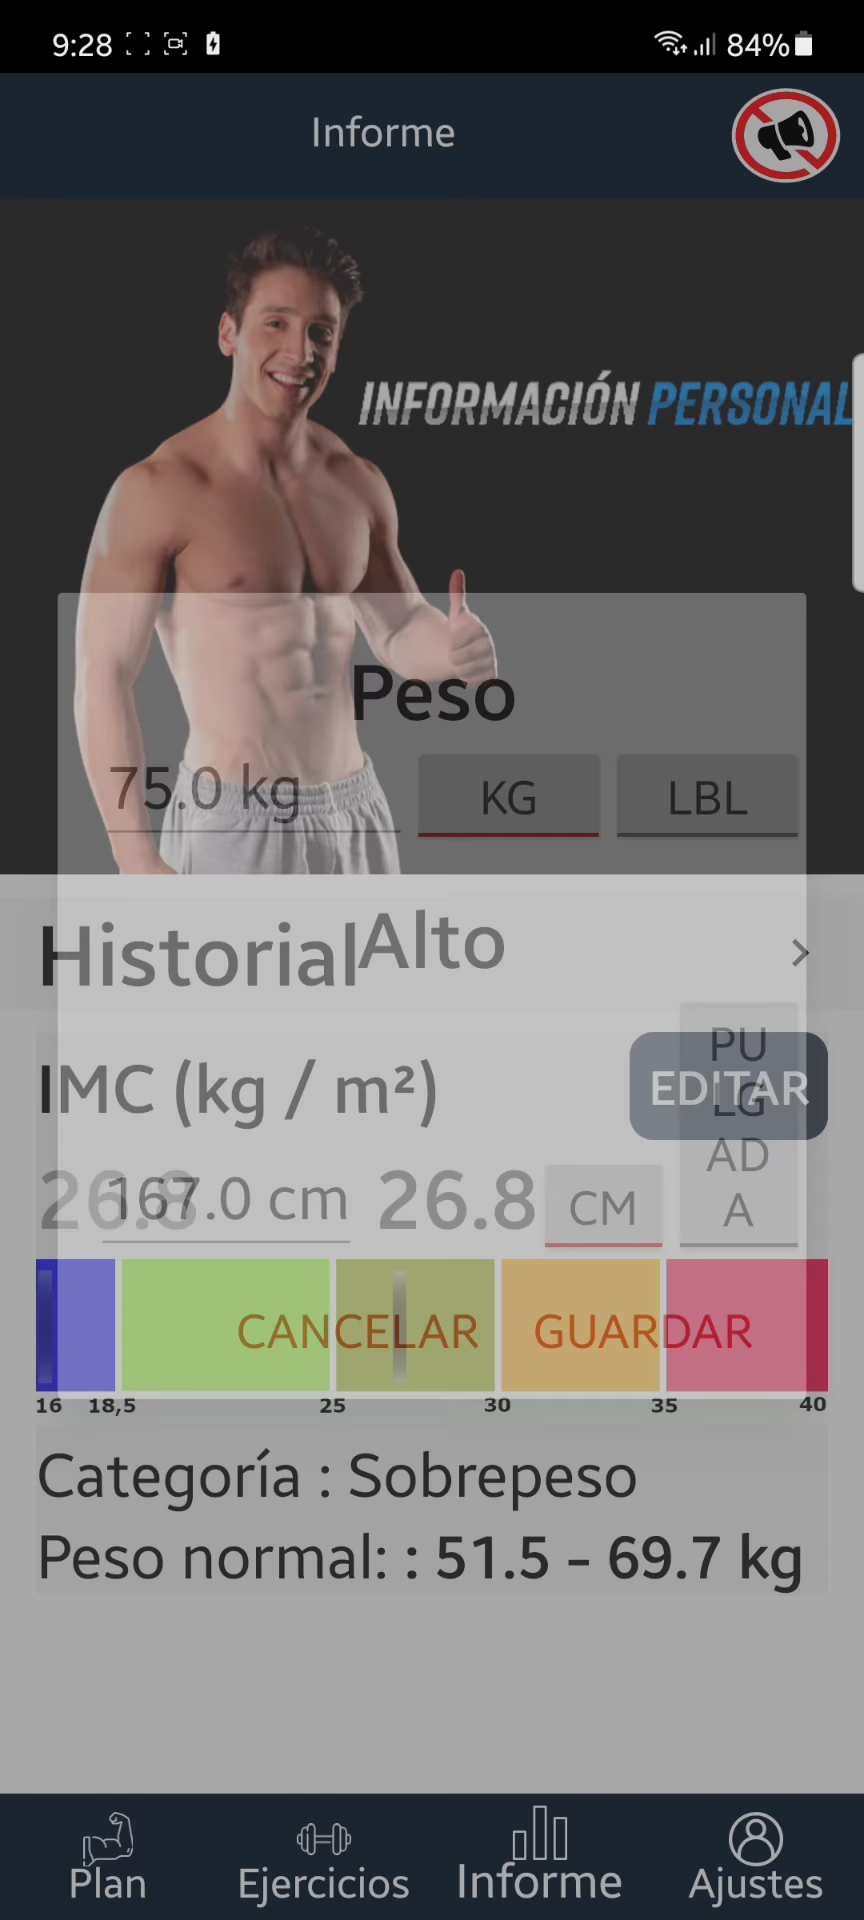 9:28
84%
Informe
INFORMACIÓN PERSONAL
Peso
75.0 kg
KG
LBL
Historial
Alto
IMC (kg / m²)
EDITAR
PU
LG
AD
A
26.8
167.0 cm
26.8
CM
CANCELAR
GUARDAR
16 18,5 25 30 35 40
Categoría : Sobrepeso
Peso normal: : 51.5 - 69.7 kg
Plan
Ejercicios
Informe
Ajustes